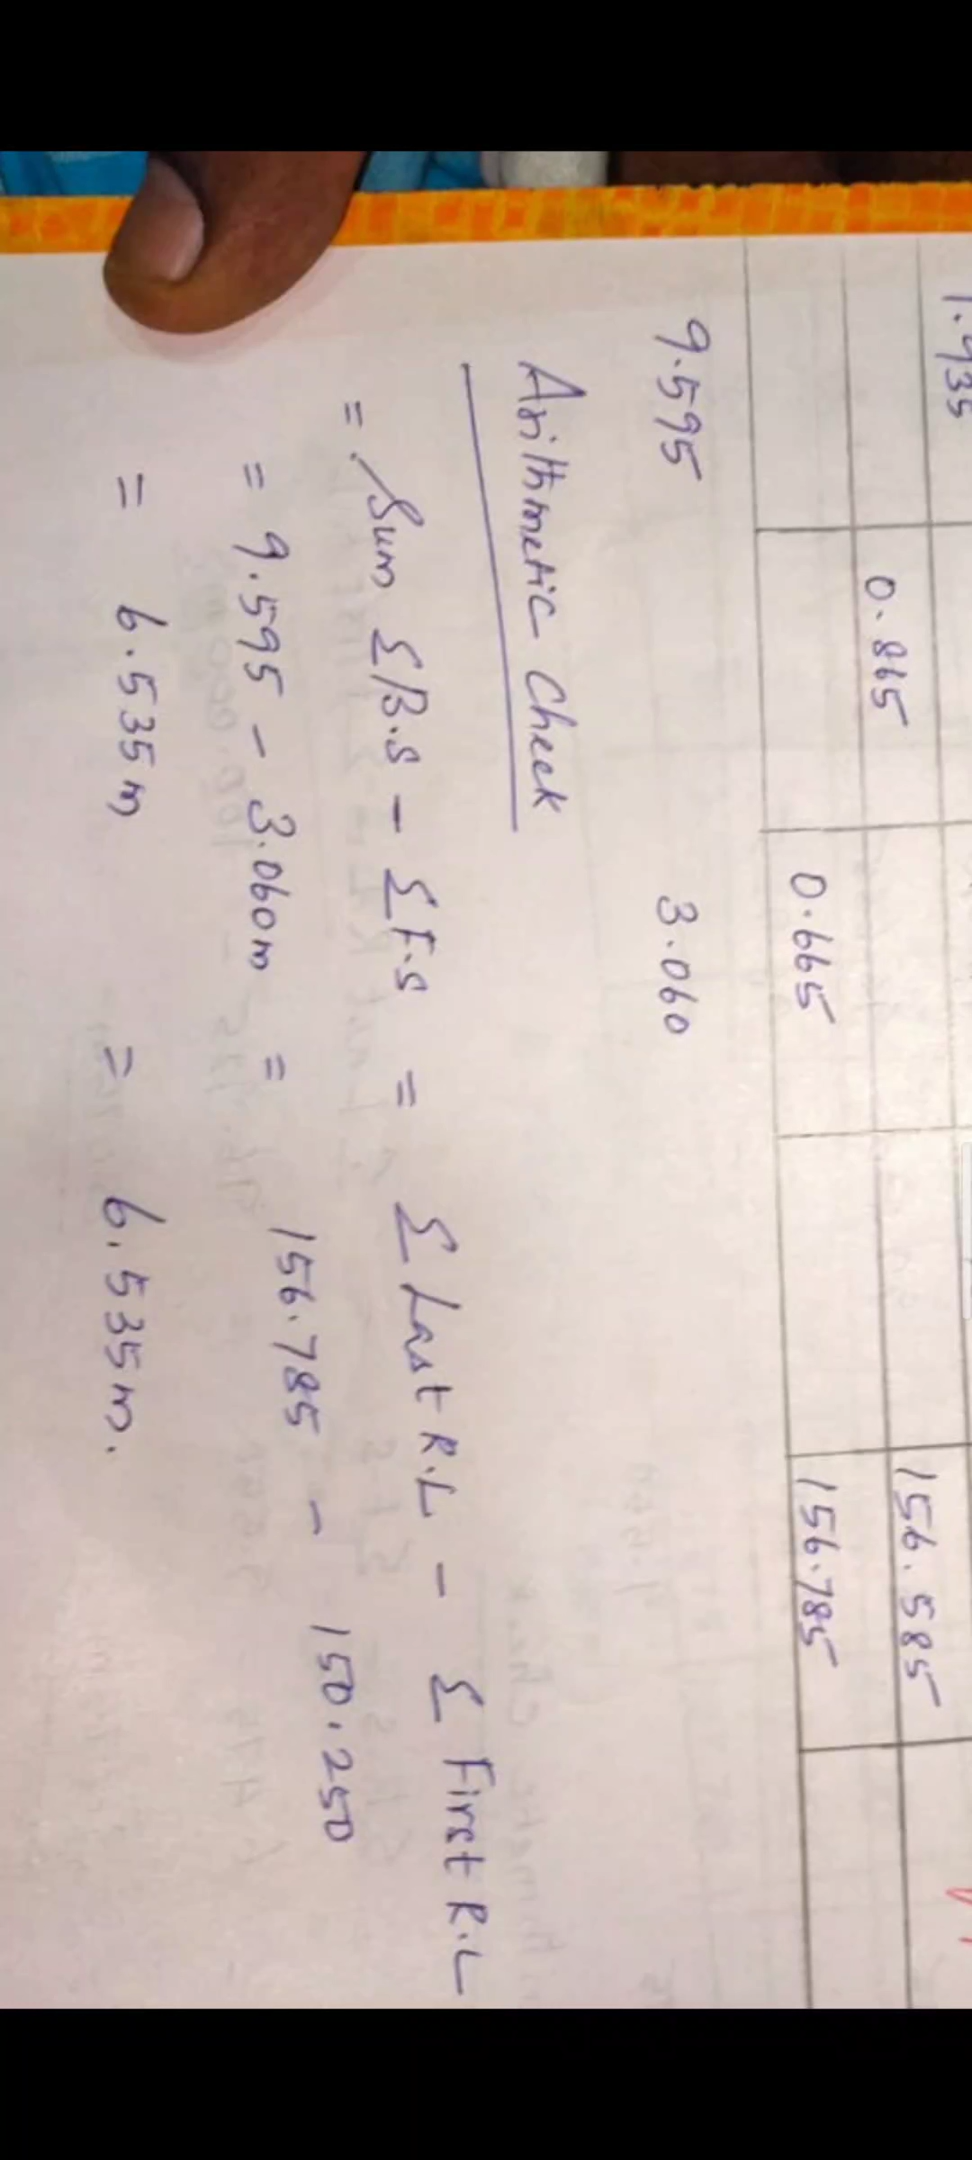 1.435
0.865 156.585
0.665 156.785
9.595 3.060
Arithmetic Check
= Sum ΣB.S - ΣF.S = Σ Last R.L - Σ First R.L
= 9.595 - 3.060m = 156.785 - 150.250
= 6.535m = 6.535m.